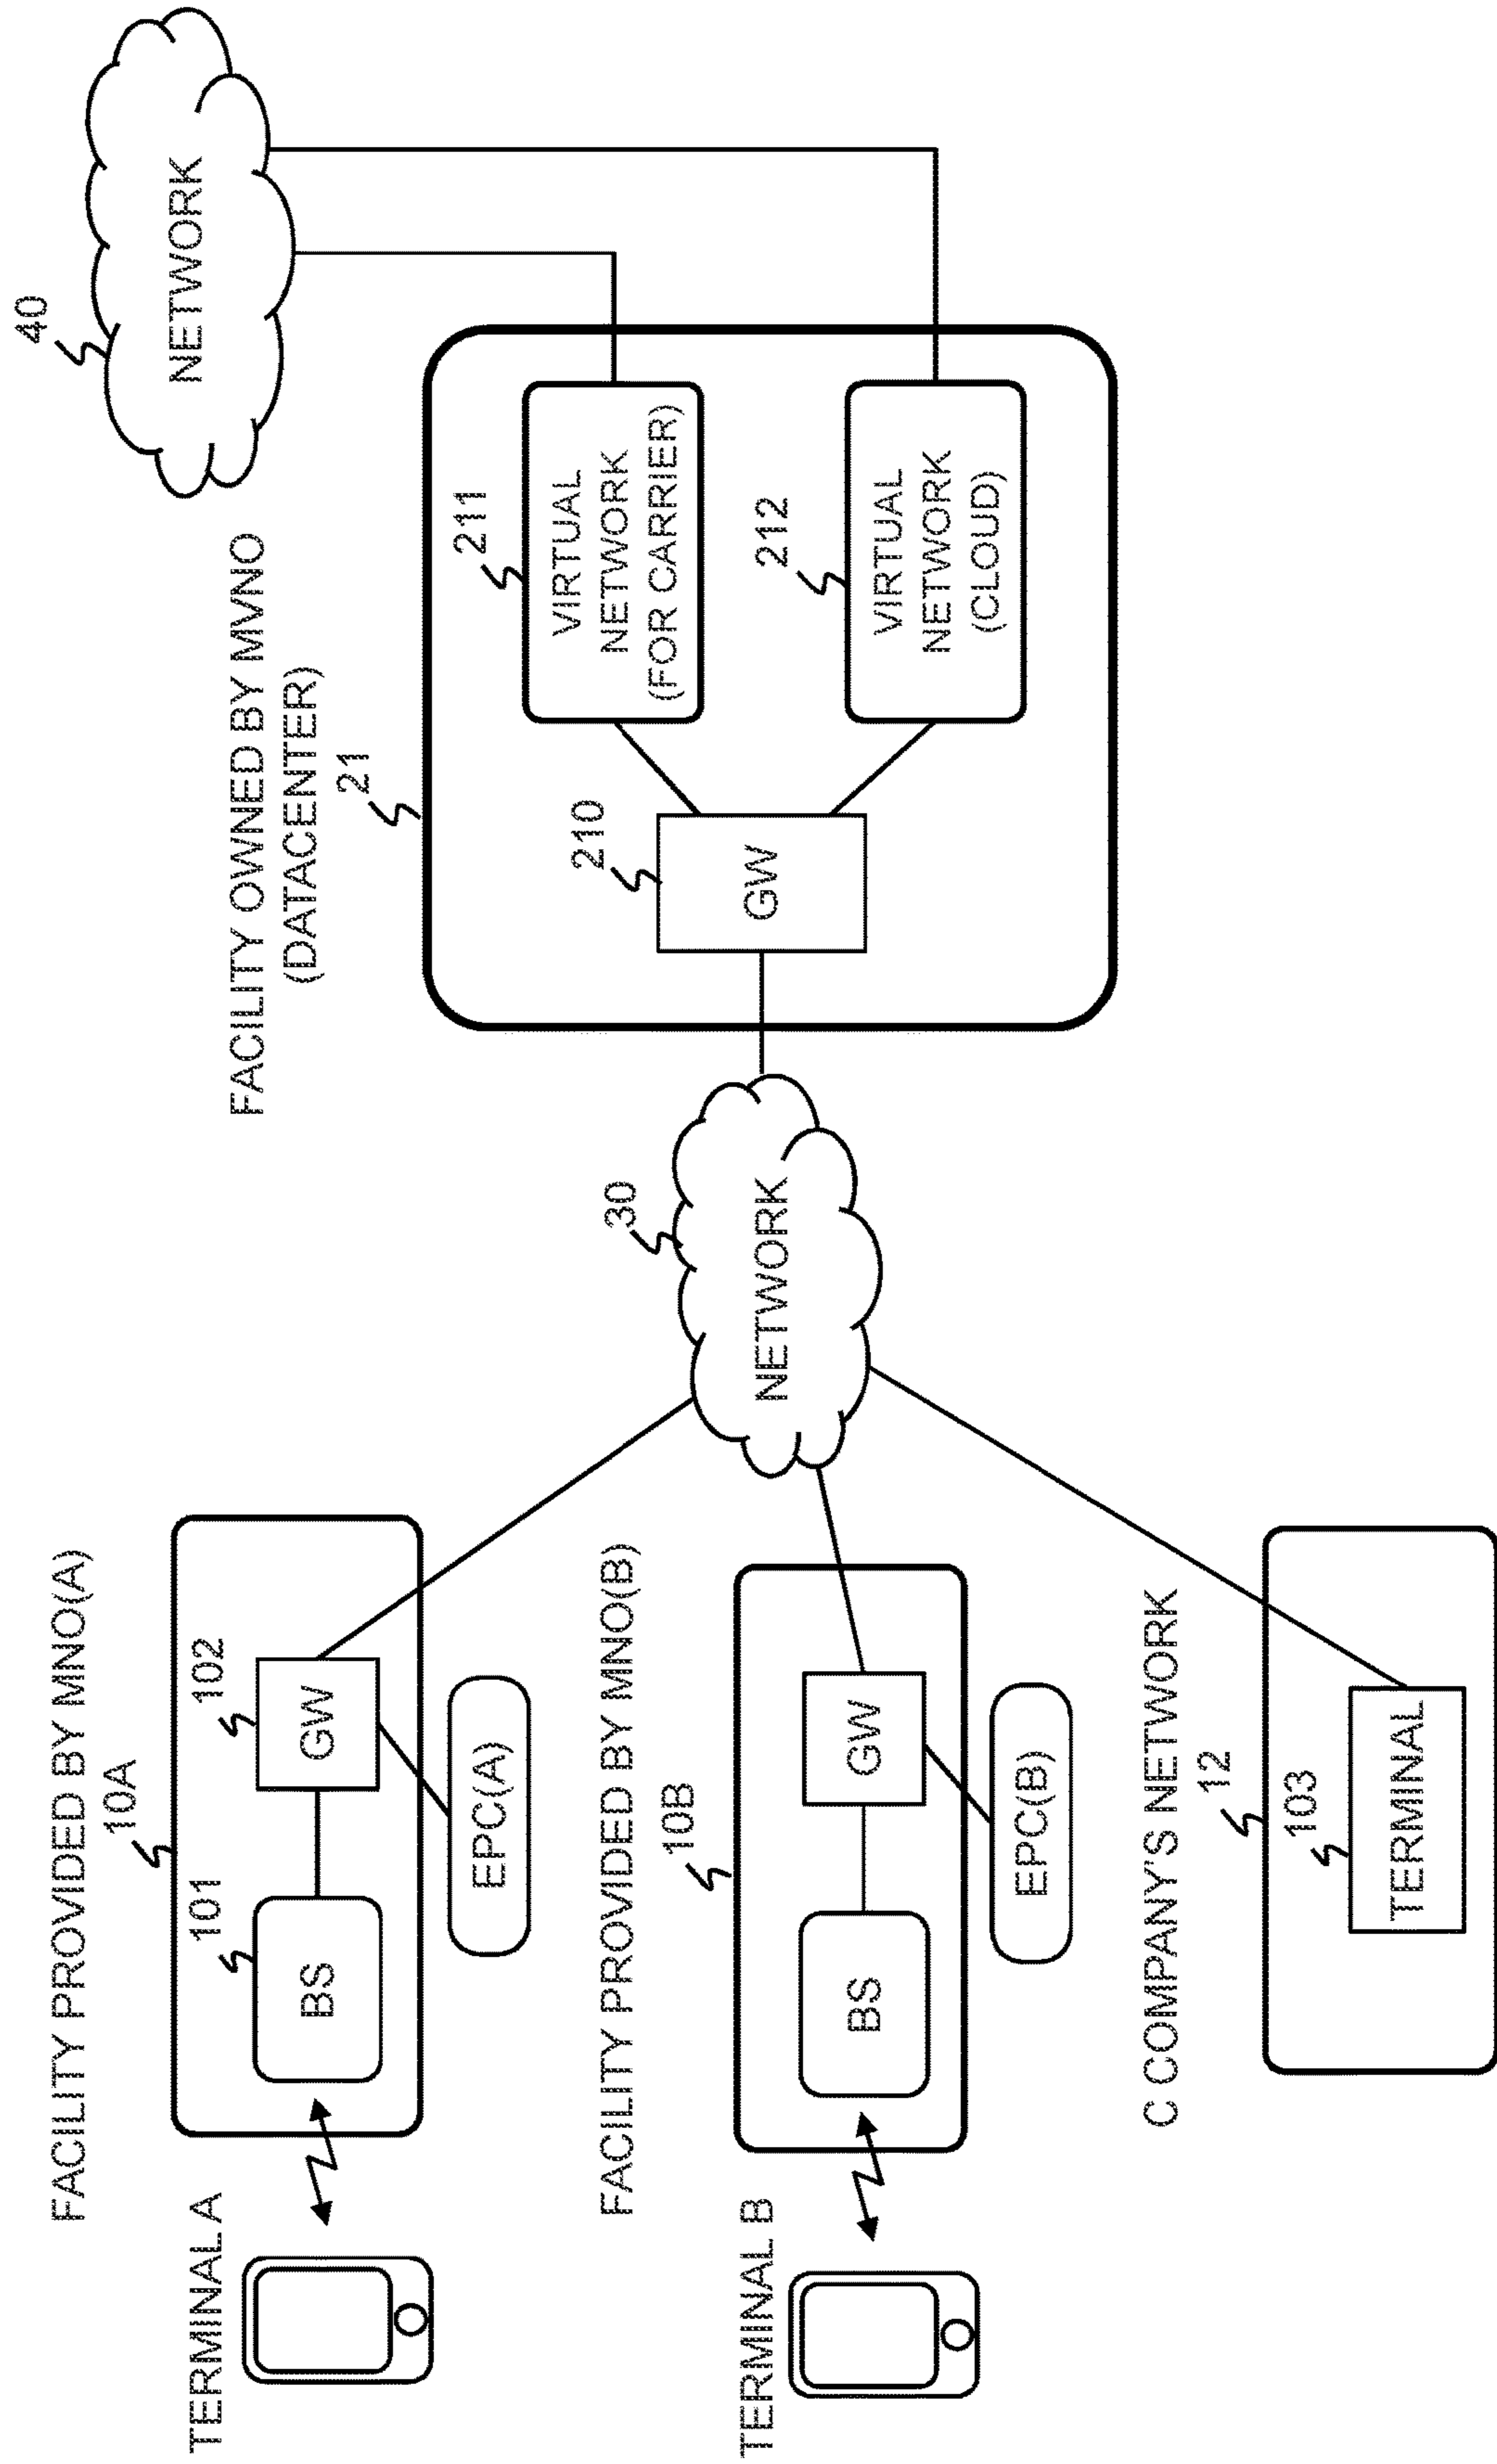 FACILITY PROVIDED BY MNO(A)
10A
TERMINAL A
101
BS
102
GW
EPC(A)
FACILITY PROVIDED BY MNO(B)
10B
TERMINAL B
BS
GW
EPC(B)
C COMPANY'S NETWORK
12
103
TERMINAL
30
NETWORK
FACILITY OWNED BY MVNO
(DATACENTER)
21
210
GW
211
VIRTUAL
NETWORK
(FOR CARRIER)
212
VIRTUAL
NETWORK
(CLOUD)
40
NETWORK